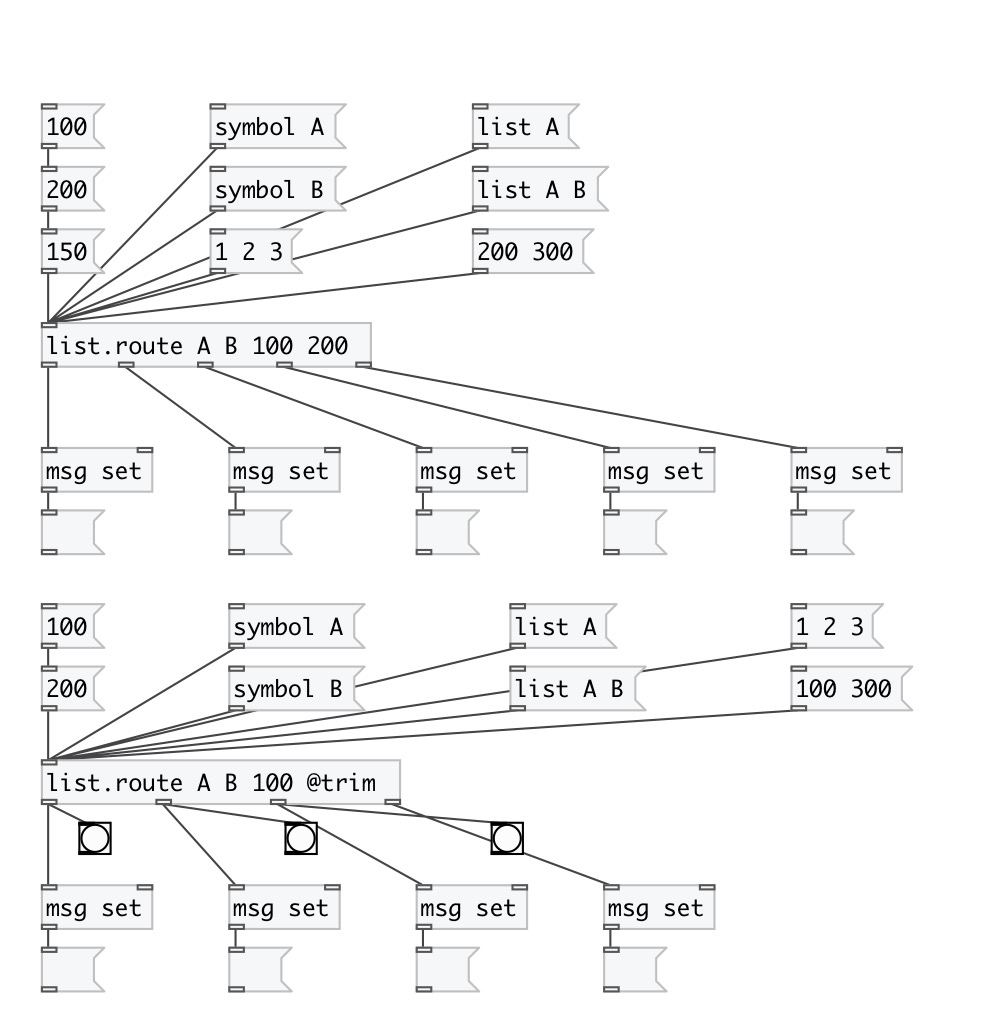 100
symbol A
list A
200
symbol B
list A B
150
1 2 3
200 300
list.route A B 100 200
msg set
msg set
msg set
msg set
msg set
100
symbol A
list A
1 2 3
200
symbol B
list A B
100 300
list.route A B 100 @trim
msg set
msg set
msg set
msg set